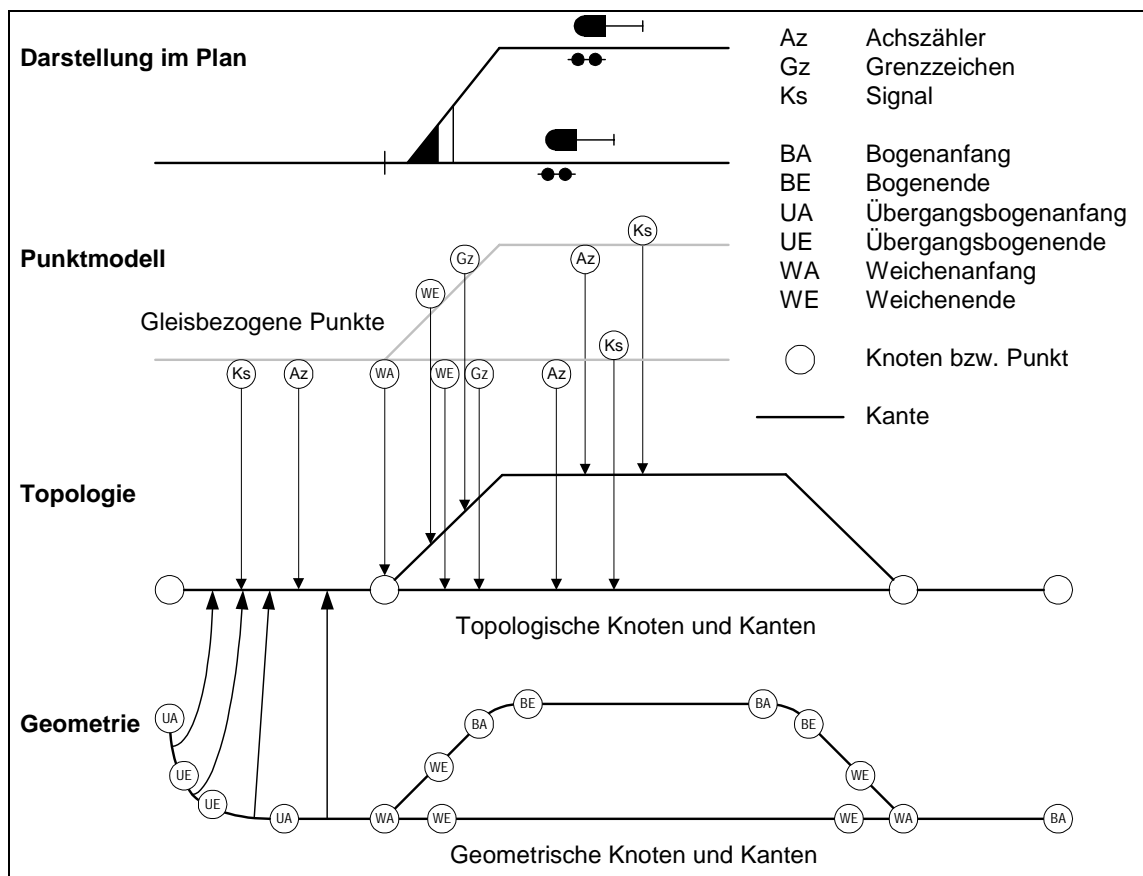 Darstellung im Plan
Az Achszähler
Gz Grenzzeichen
Ks Signal
BA Bogenanfang
BE Bogenende
UA Übergangsbogenanfang
UE Übergangsbogenende
WA Weichenanfang
WE Weichenende
Knoten bzw. Punkt
Kante
Punktmodell
Ks
Gz Az
WE
Gleisbezogene Punkte
Ks
Ks Az WA WE Gz Az
Topologie
Topologische Knoten und Kanten
Geometrie
UA BA BE BA BE
UE WE WE
UE
UA WA WE WE WA BA
Geometrische Knoten und Kanten